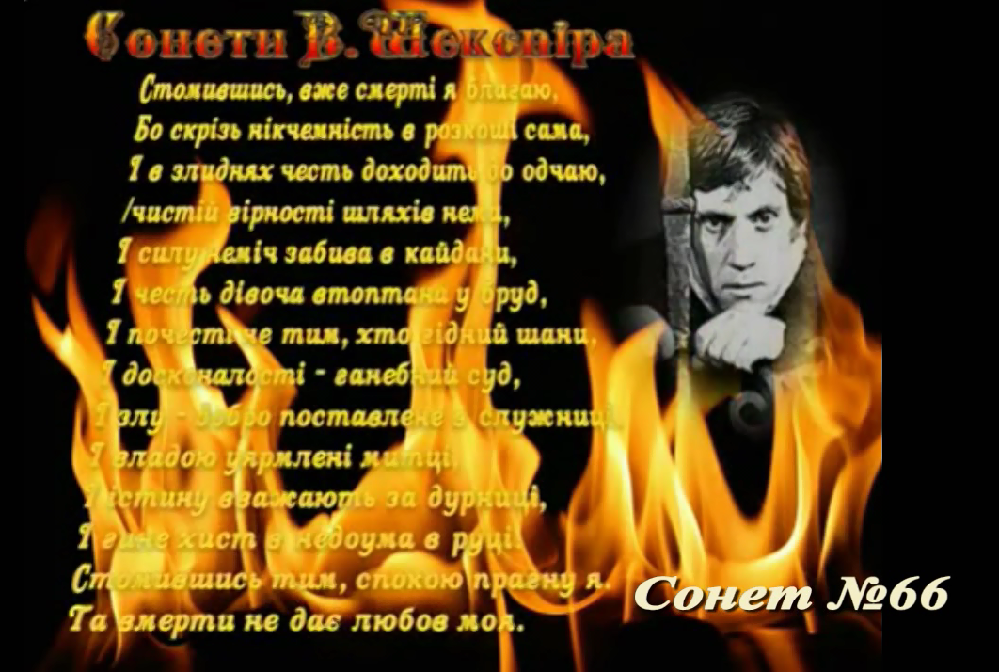 Сонети В.Шекспіра
Стомившись, вже смерті я благаю,
Бо скрізь нікчемність в розкоші сама,
І в злиднях честь доходить до одчаю,
/чистій вірності шляхів нема,
І силу неміч забива в кайдани,
І честь дівоча втоптана у бруд,
І почесті не тим, хто гідний шани,
І досконалості - ганебний суд,
І злу - добро поставлене в служниці,
І владою уярмлені митці,
І істину вважають за дурниці,
І гине хист в недоума в руці.
Стомившись тим, спокою прагну я.
Та вмерти не дає любов моя.
Сонет №66